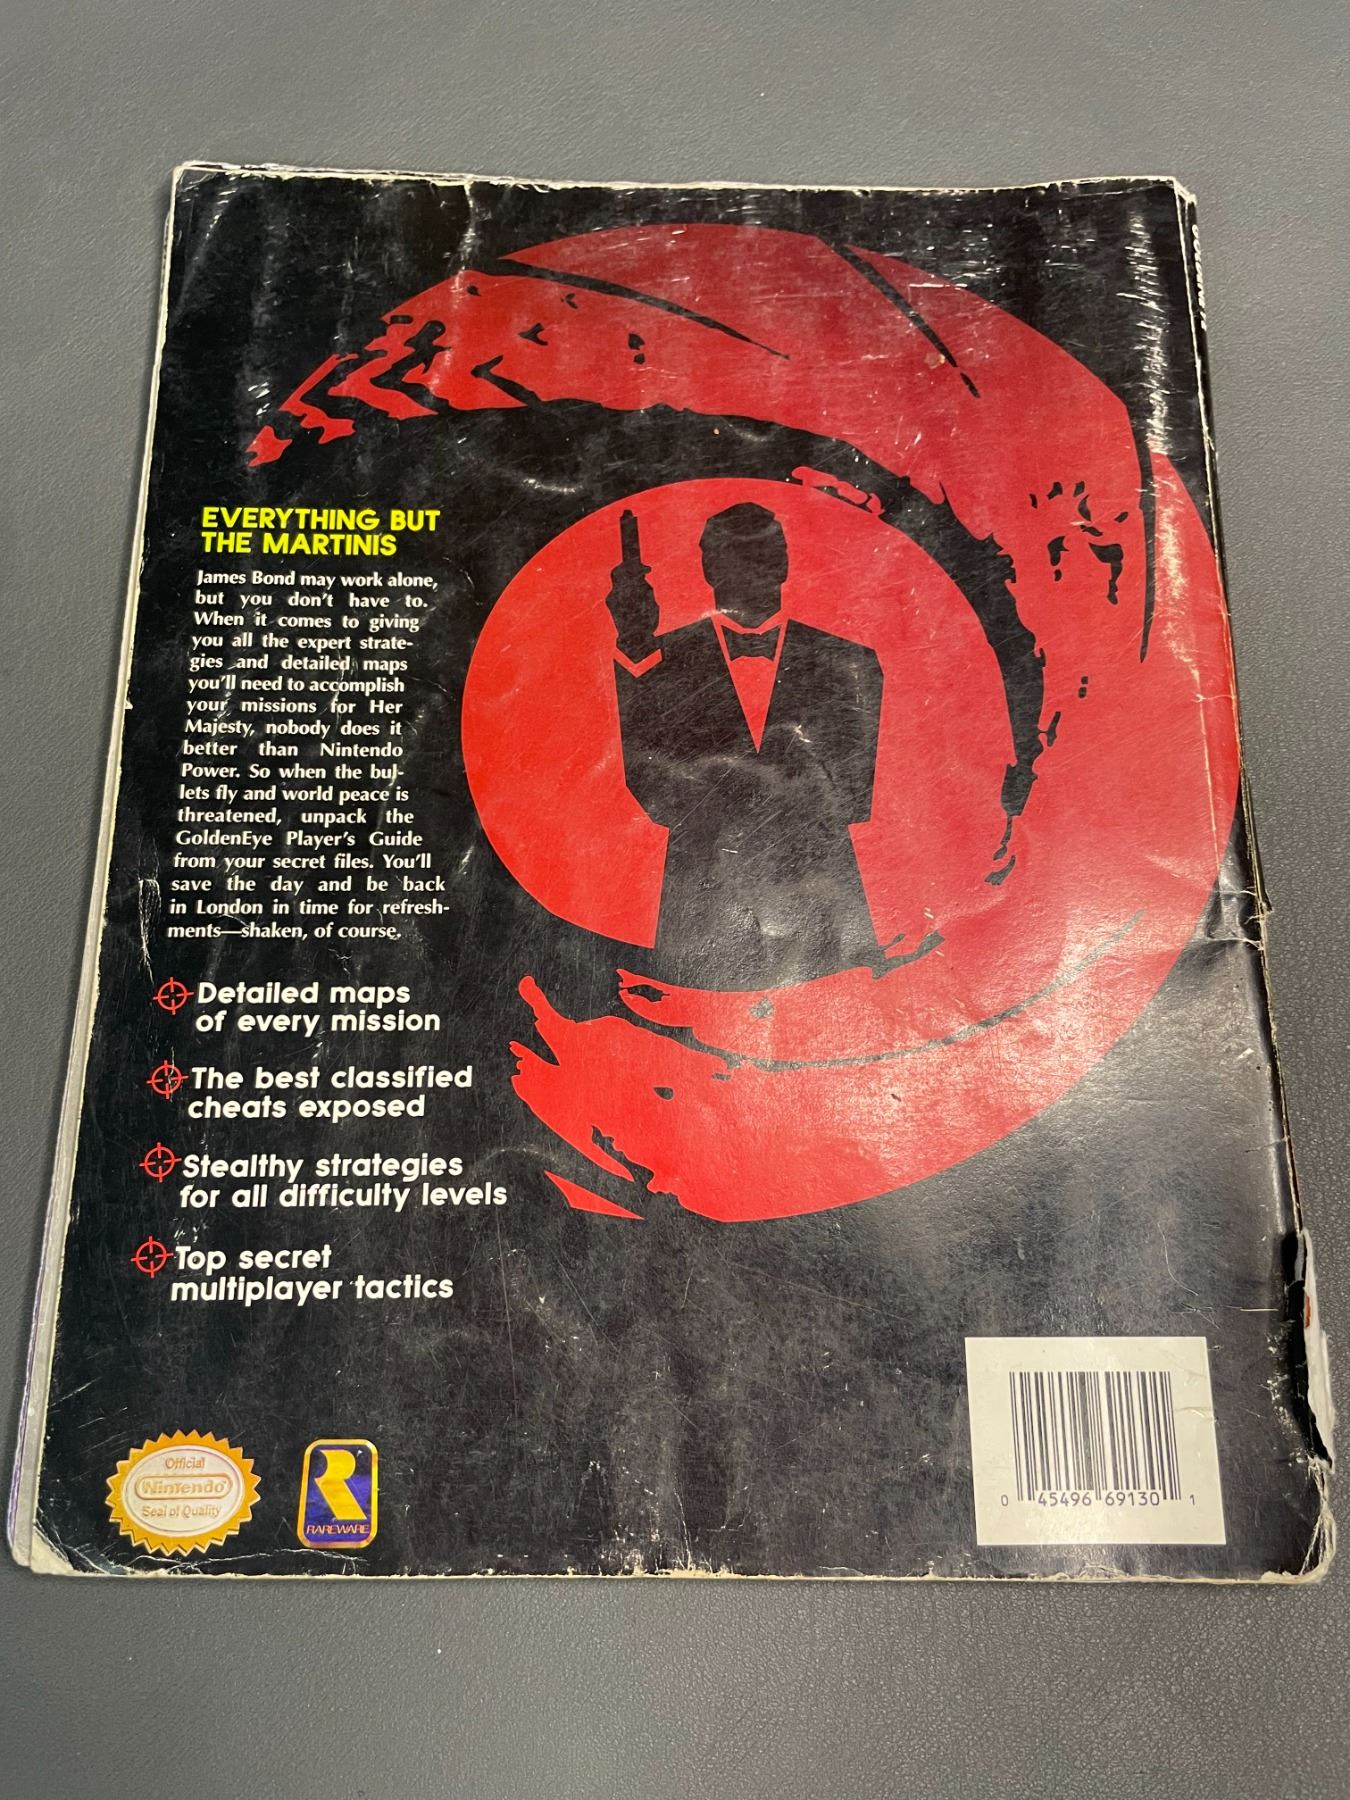 EVERYTHING BUT
THE MARTINIS
James Bond may work alone,
but you don't have to.
When it comes to giving
you all the expert strate-
gies and detailed maps
you'll need to accomplish
your missions for Her
Majesty, nobody does it
better than Nintendo
Power. So when the bul-
lets fly and world peace is
threatened, unpack the
GoldenEye Player's Guide
from your secret files. You'll
save the day and be back
in London in time for refresh-
ments—shaken, of course.
Detailed maps
of every mission
The best classified
cheats exposed
Stealthy strategies
for all difficulty levels
Top secret
multiplayer tactics
Official
Nintendo
Seal of Quality
R
RAREWARE
0 45496 69130 1